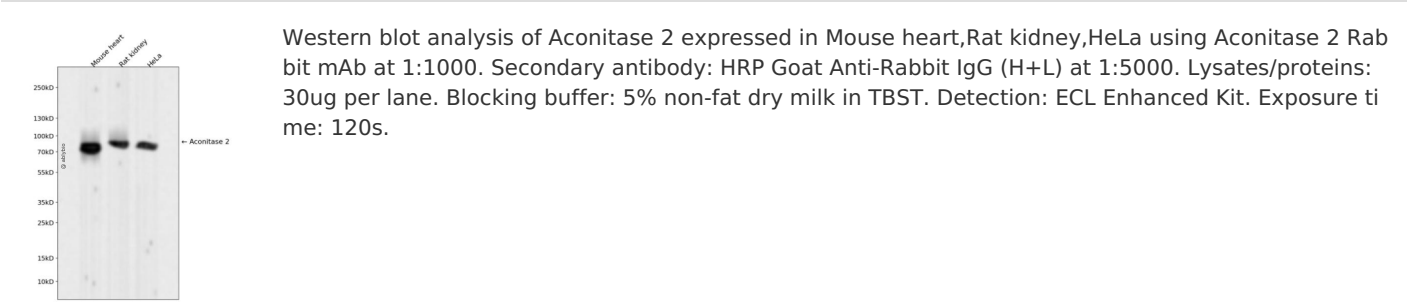 Mouse heart
Rat kidney
HeLa
250kD
130kD
100kD
70kD
55kD
35kD
25kD
15kD
10kD
@ ablybio
← Aconitase 2
Western blot analysis of Aconitase 2 expressed in Mouse heart,Rat kidney,HeLa using Aconitase 2 Rab
bit mAb at 1:1000. Secondary antibody: HRP Goat Anti-Rabbit IgG (H+L) at 1:5000. Lysates/proteins:
30ug per lane. Blocking buffer: 5% non-fat dry milk in TBST. Detection: ECL Enhanced Kit. Exposure ti
me: 120s.